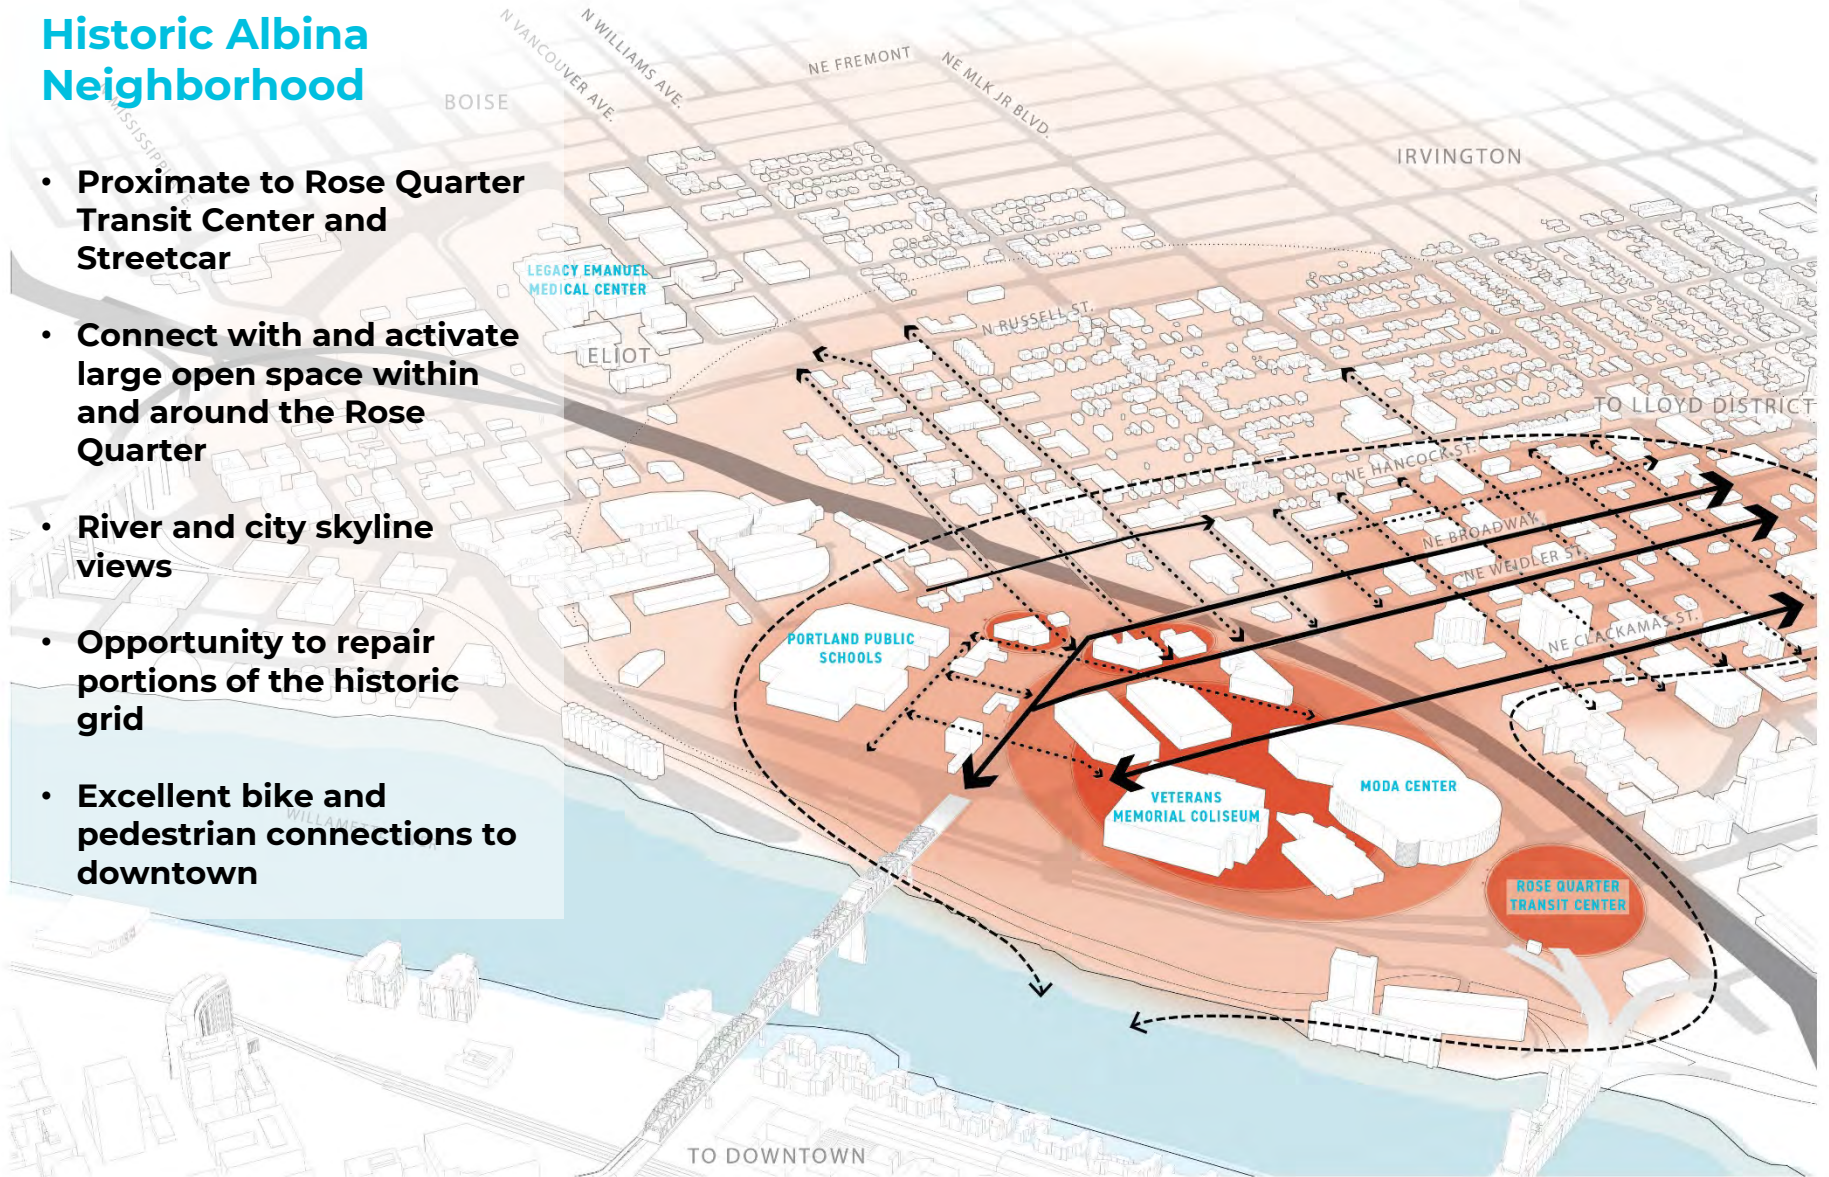 Historic Albina
Neighborhood
• Proximate to Rose Quarter
Transit Center and
Streetcar
• Connect with and activate
large open space within
and around the Rose
Quarter
• River and city skyline
views
• Opportunity to repair
portions of the historic
grid
• Excellent bike and
pedestrian connections to
downtown
N VANCOUVER AVE.
N WILLIAMS AVE.
NE FREMONT
NE MLK JR BLVD.
BOISE
IRVINGTON
LEGACY EMANUEL
MEDICAL CENTER
ELIOT
N RUSSELL ST.
TO LLOYD DISTRICT
NE HANCOCK ST.
NE BROADWAY
NE WEIDLER ST.
NE CLACKAMAS ST.
PORTLAND PUBLIC
SCHOOLS
VETERANS
MEMORIAL COLISEUM
MODA CENTER
ROSE QUARTER
TRANSIT CENTER
TO DOWNTOWN